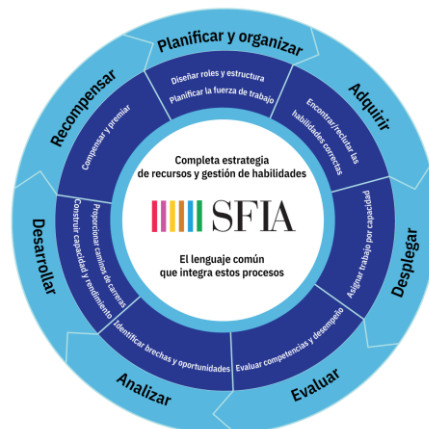 Planificar y organizar
Diseñar roles y estructura
Planificar la fuerza de trabajo
Adquirir
Encontrar/reclutar las
habilidades correctas
Desplegar
Asignar trabajo por capacidad
Evaluar
Evaluar competencias y desempeño
Analizar
Identificar brechas y oportunidades
Desarrollar
Proporcionar caminos de carreras
Construir capacidad y rendimiento
Recompensar
Compensar y premiar
Completa estrategia
de recursos y gestión de habilidades
SFIA
El lenguaje común
que integra estos procesos